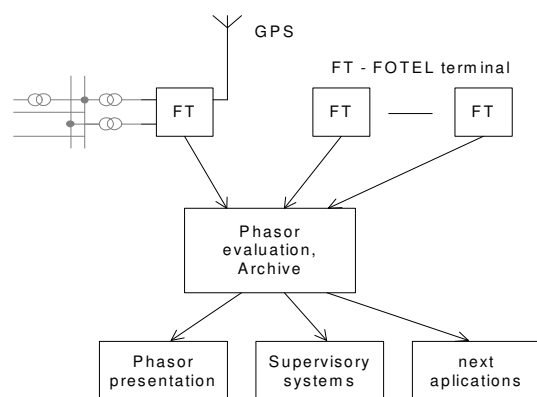 GPS
FT - FOTEL terminal
FT
FT
FT
Phasor
evaluation,
Archive
Phasor
presentation
Supervisory
systems
next
aplications